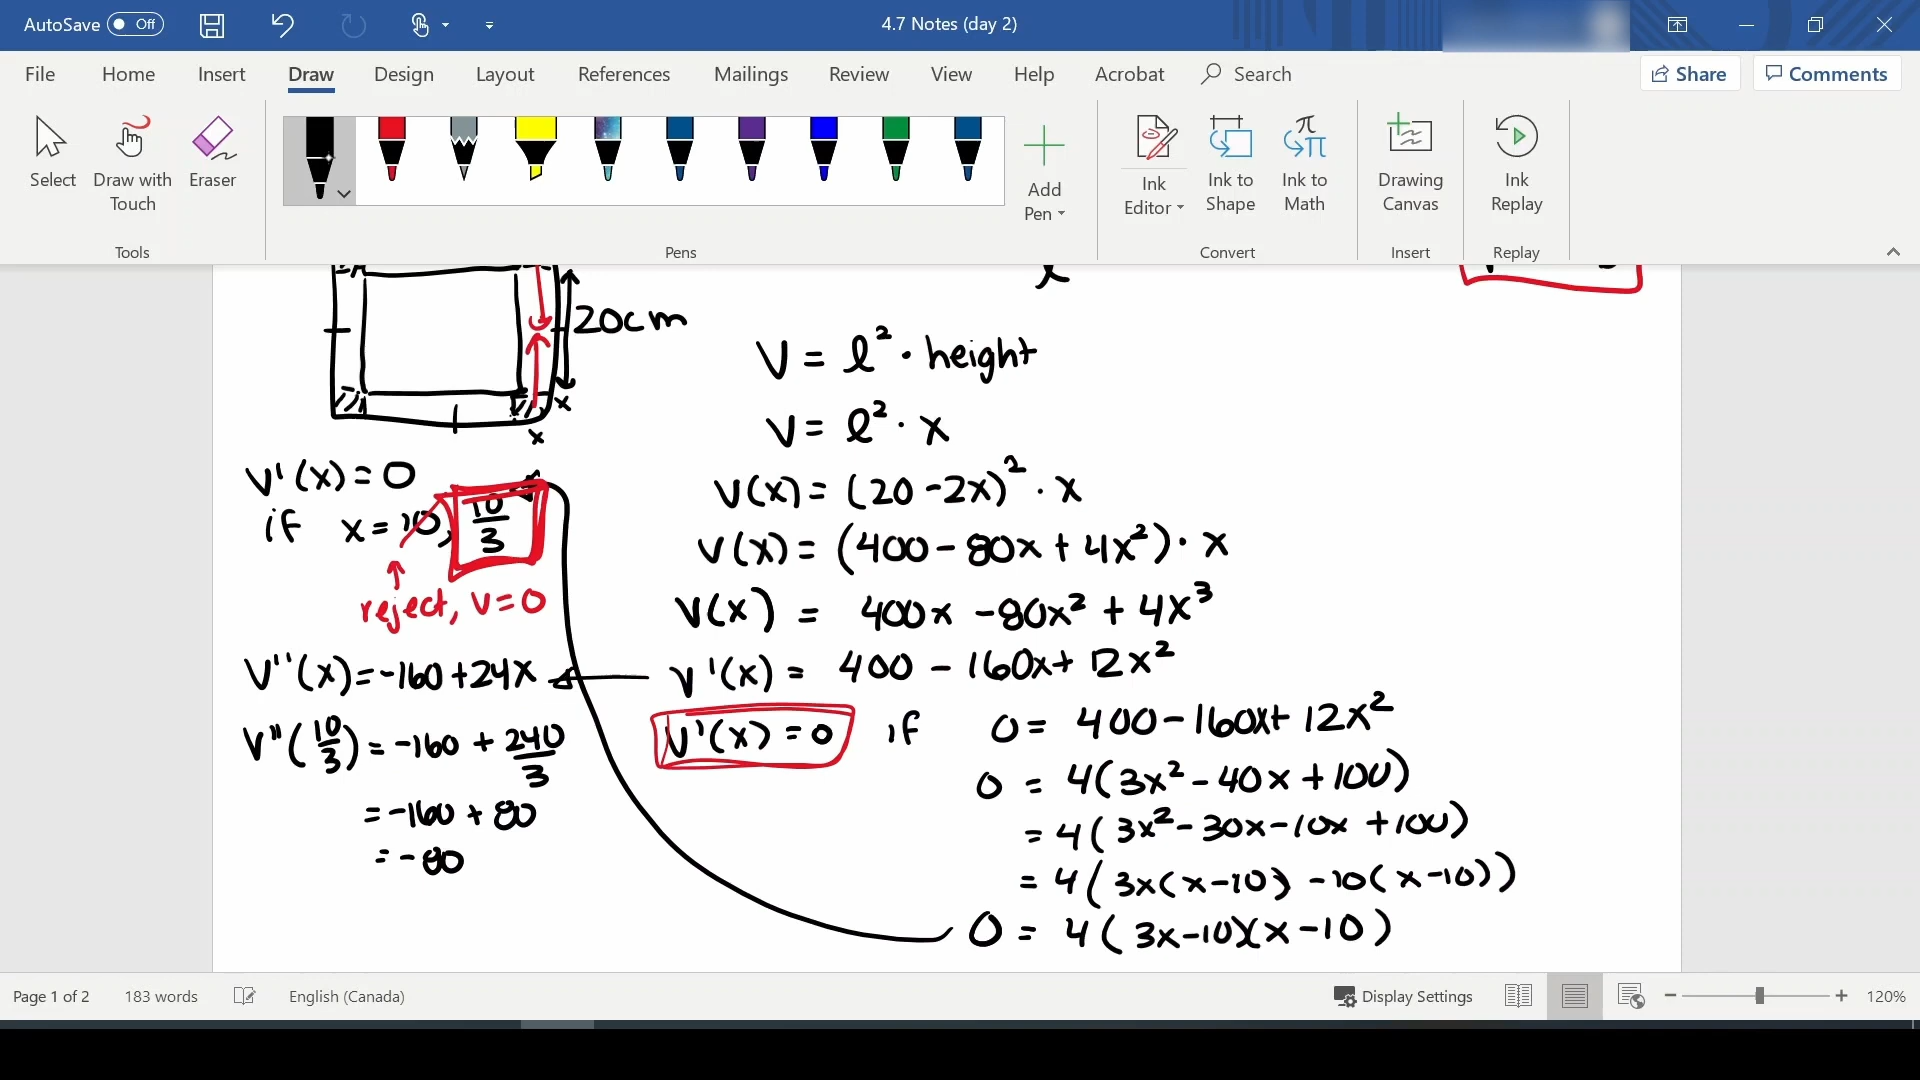 AutoSave Off 4.7 Notes (day 2)
File Home Insert Draw Design Layout References Mailings Review View Help Acrobat Search Share Comments
Select Draw with Touch Eraser Add Pen Ink Editor Ink to Shape Ink to Math Drawing Canvas Ink Replay
Tools Pens Convert Insert Replay
20cm
x
x
V = l² · height
V = l² · x
V(x) = (20 - 2x)² · x
V(x) = (400 - 80x + 4x²) · x
V(x) = 400x - 80x² + 4x³
V'(x) = 400 - 160x + 12x²
V'(x) = 0 if 0 = 400 - 160x + 12x²
0 = 4(3x² - 40x + 100)
= 4(3x² - 30x - 10x + 100)
= 4(3x(x-10) - 10(x-10))
0 = 4(3x-10)(x-10)
V'(x) = 0
if x = 10, 10/3
reject, V=0
V''(x) = -160 + 24x
V''(10/3) = -160 + 240/3
= -160 + 80
= -80
Page 1 of 2 183 words English (Canada) Display Settings 120%